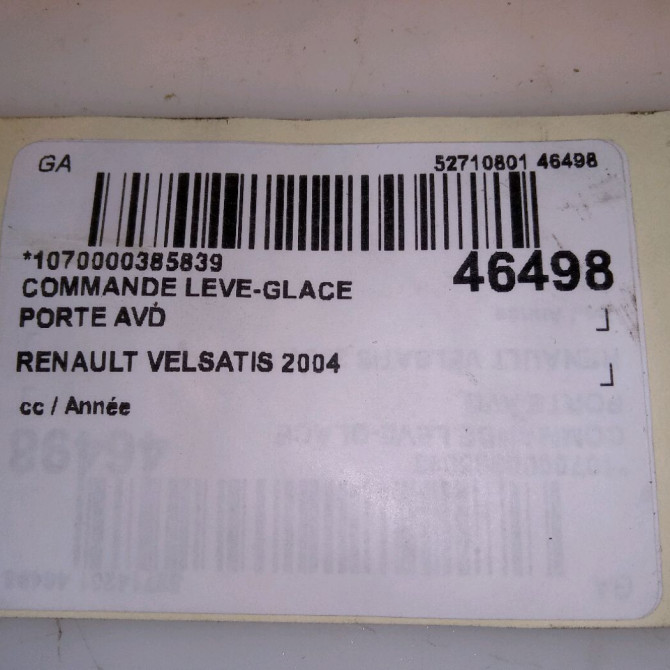 GA 52710801 46498
*1070000385839 46498
COMMANDE LEVE-GLACE
PORTE AVD
RENAULT VELSATIS 2004
cc / Année